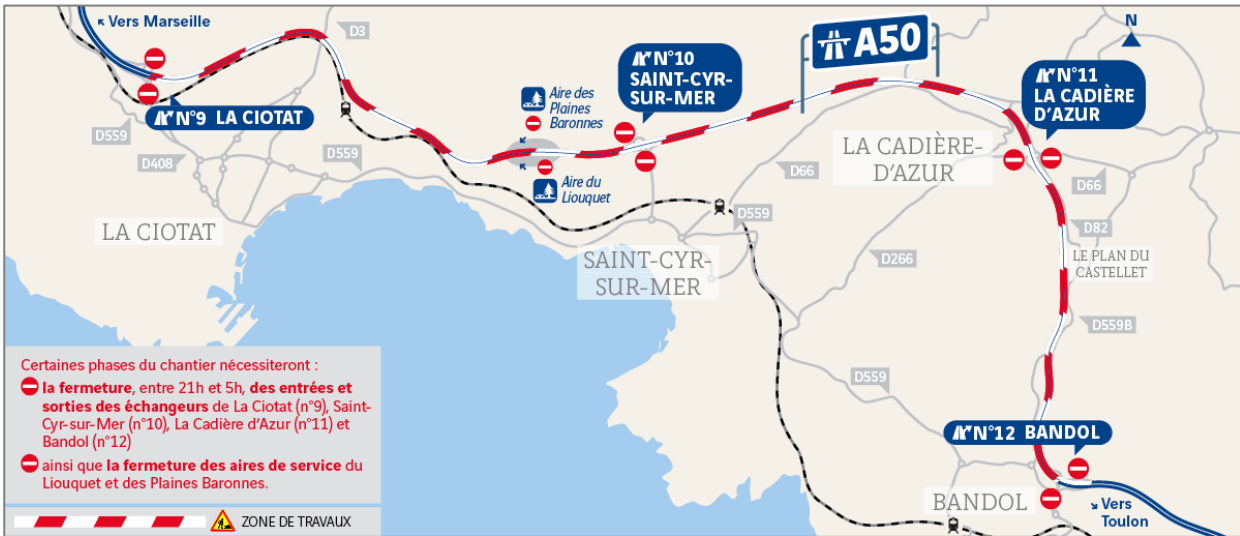 Vers Marseille
D3
N°10
SAINT-CYR-
SUR-MER
A50
N
N°11
LA CADIÈRE
D'AZUR
Aire des
Plaines
Baronnes
N°9 LA CIOTAT
D559
D408
D559
D66
LA CADIÈRE-
D'AZUR
D66
Aire du
Liouquet
D559
D82
LA CIOTAT
SAINT-CYR-
SUR-MER
D266
LE PLAN DU
CASTELLET
D559B
D559
Certaines phases du chantier nécessiteront :
la fermeture, entre 21h et 5h, des entrées et
sorties des échangeurs de La Ciotat (n°9), Saint-
Cyr-sur-Mer (n°10), La Cadière d'Azur (n°11) et
Bandol (n°12)
ainsi que la fermeture des aires de service du
Liouquet et des Plaines Baronnes.
ZONE DE TRAVAUX
N°12 BANDOL
BANDOL
Vers
Toulon